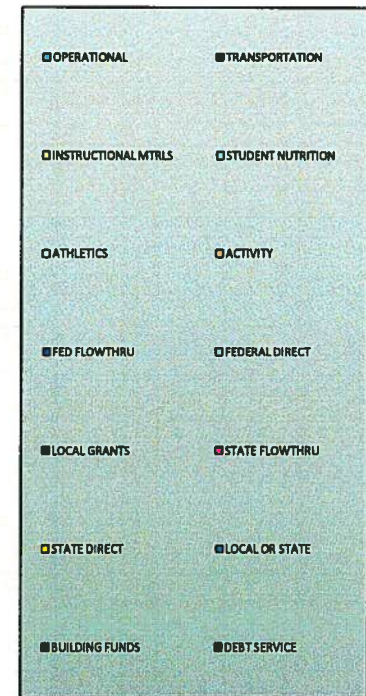 OPERATIONAL TRANSPORTATION
INSTRUCTIONAL MTRLS STUDENT NUTRITION
ATHLETICS ACTIVITY
FED FLOWTHRU FEDERAL DIRECT
LOCAL GRANTS STATE FLOWTHRU
STATE DIRECT LOCAL OR STATE
BUILDING FUNDS DEBT SERVICE